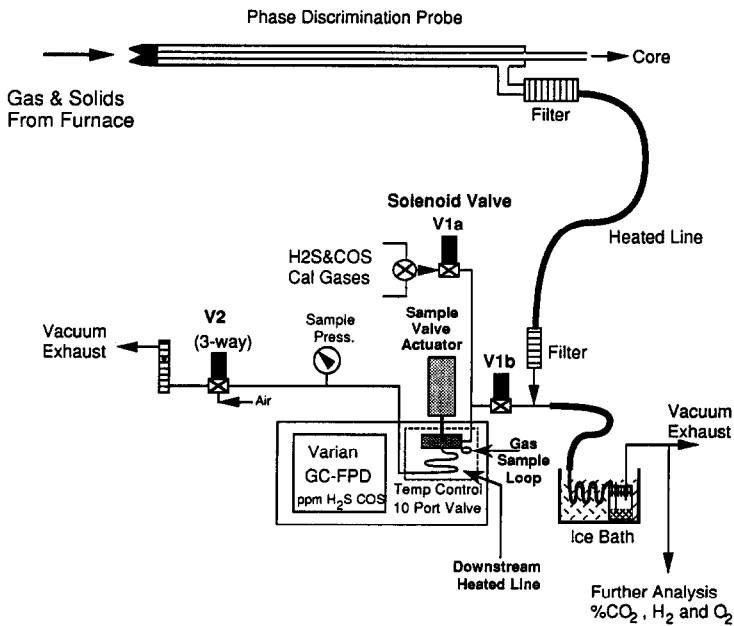 Phase Discrimination Probe
Core
Gas & Solids
From Furnace
Filter
Solenoid Valve
V1a
Heated Line
H2S&COS
Cal Gases
Sample
Valve
Actuator
V2
(3-way)
Sample
Press.
Vacuum
Exhaust
V1b
Filter
Air
Vacuum
Exhaust
Gas
Sample
Loop
Varian
GC-FPD
ppm H₂S COS
Temp Control
10 Port Valve
Ice Bath
Downstream
Heated Line
Further Analysis
%CO₂ , H₂ and O₂